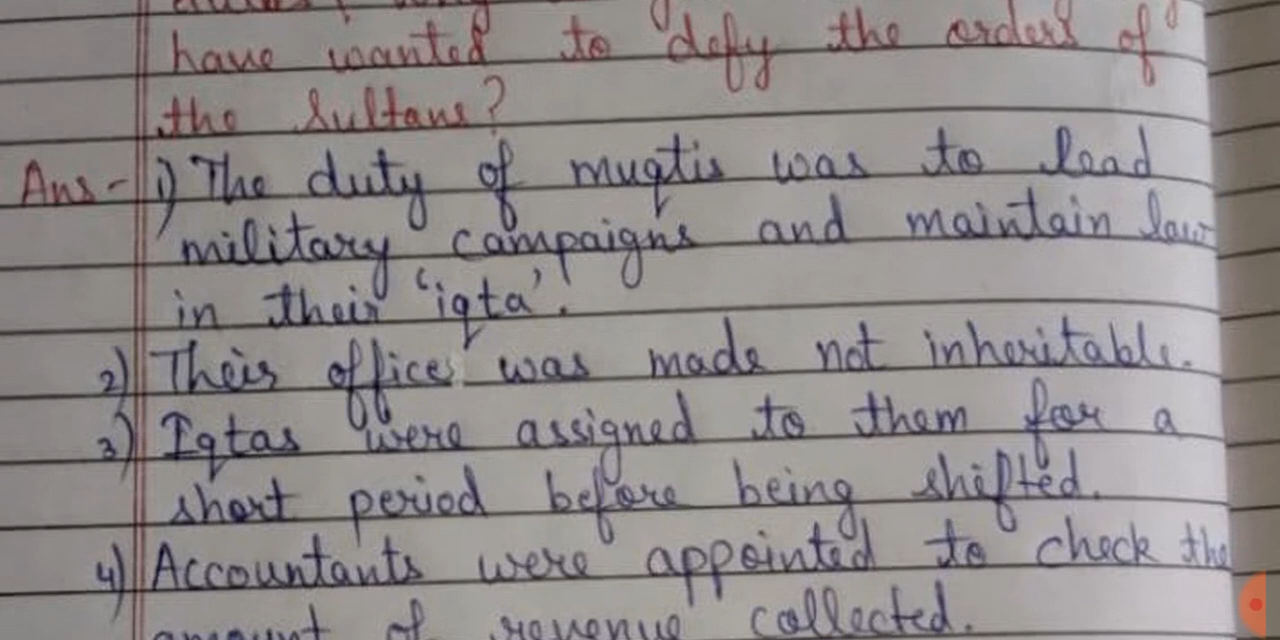 have wanted to defy the orders of
the Sultans?
Ans- i) The duty of muqtis was to lead
military campaigns and maintain law
in their 'iqta'.
2) Their office was made not inheritable.
3) Iqtas were assigned to them for a
short period before being shifted.
4) Accountants were appointed to check the
amount of revenue collected.